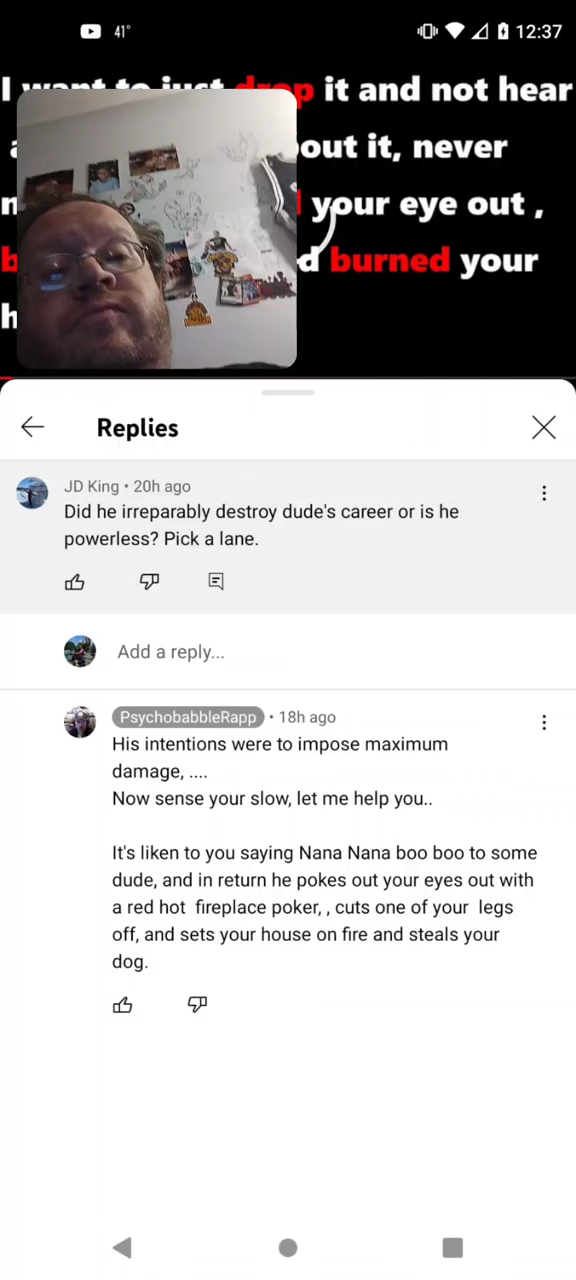 41°
12:37
I want to just drop it and not hear
out it, never
your eye out ,
d burned your
h
Replies
JD King • 20h ago
Did he irreparably destroy dude's career or is he
powerless? Pick a lane.
Add a reply...
PsychobabbleRapp • 18h ago
His intentions were to impose maximum
damage, ....
Now sense your slow, let me help you..
It's liken to you saying Nana Nana boo boo to some
dude, and in return he pokes out your eyes out with
a red hot  fireplace poker, , cuts one of your  legs
off, and sets your house on fire and steals your
dog.